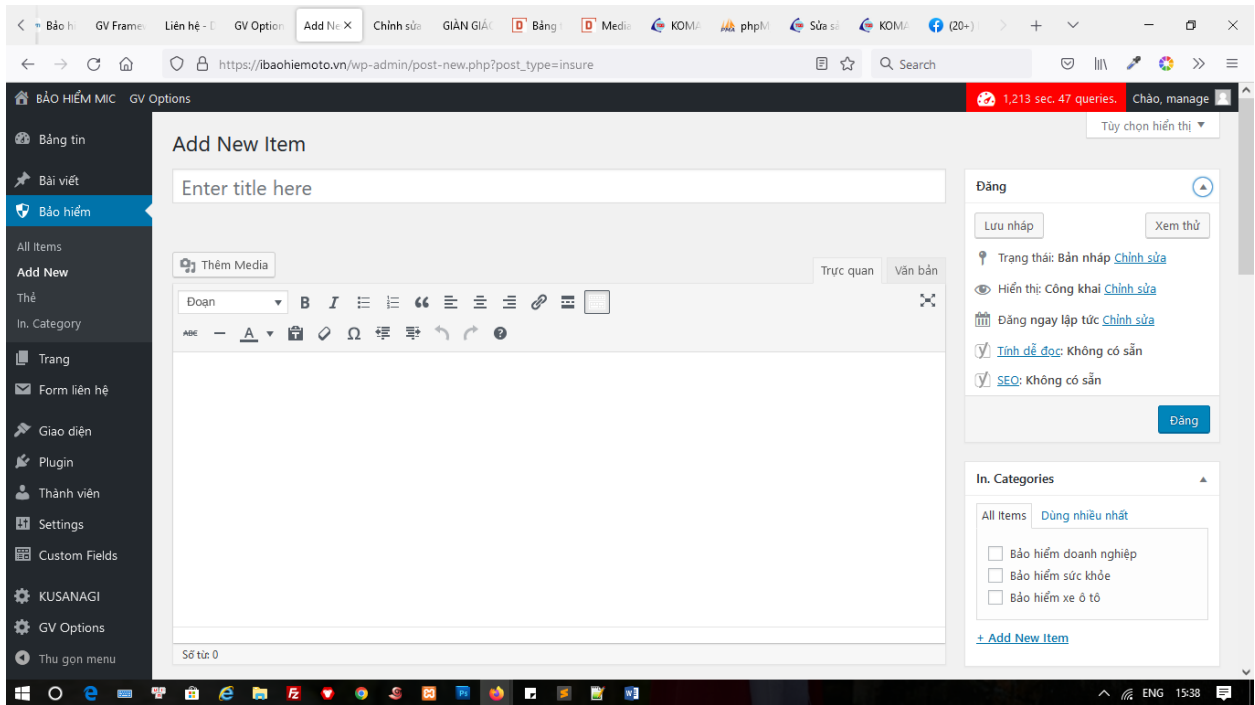 Bảo hi
GV Framew
Liên hệ - D
GV Option
Add Ne
Chỉnh sửa
GIÀN GIÁO
Bảng t
Media
KOMA
phpM
Sửa sả
KOMA
(20+)
https://ibaohiemoto.vn/wp-admin/post-new.php?post_type=insure
Search
BẢO HIỂM MIC GV Options
1,213 sec. 47 queries. Chào, manage
Tùy chọn hiển thị
Bảng tin
Bài viết
Bảo hiểm
All Items
Add New
Thẻ
In. Category
Trang
Form liên hệ
Giao diện
Plugin
Thành viên
Settings
Custom Fields
KUSANAGI
GV Options
Thu gọn menu
Add New Item
Enter title here
Thêm Media
Trực quan Văn bản
Đoạn
B I
ABC A Ω
Số từ: 0
Đăng
Lưu nháp Xem thử
Trạng thái: Bản nháp Chỉnh sửa
Hiển thị: Công khai Chỉnh sửa
Đăng ngay lập tức Chỉnh sửa
Tính dễ đọc: Không có sẵn
SEO: Không có sẵn
Đăng
In. Categories
All Items Dùng nhiều nhất
Bảo hiểm doanh nghiệp
Bảo hiểm sức khỏe
Bảo hiểm xe ô tô
+ Add New Item
ENG 15:38